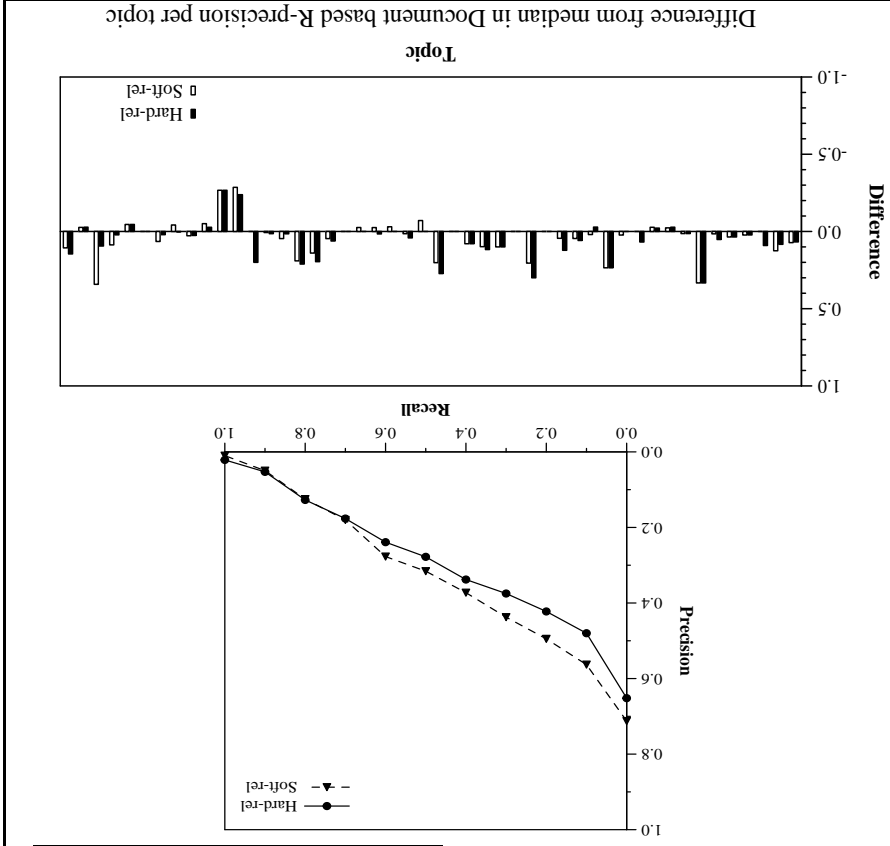 1.0
Hard-rel
Soft-rel
0.8
0.6
Precision
0.4
0.2
0.0
0.0 0.2 0.4 0.6 0.8 1.0
Recall
1.0
0.5
Difference
0.0
-0.5
Hard-rel
Soft-rel
-1.0
Topic
Difference from median in Document based R-precision per topic